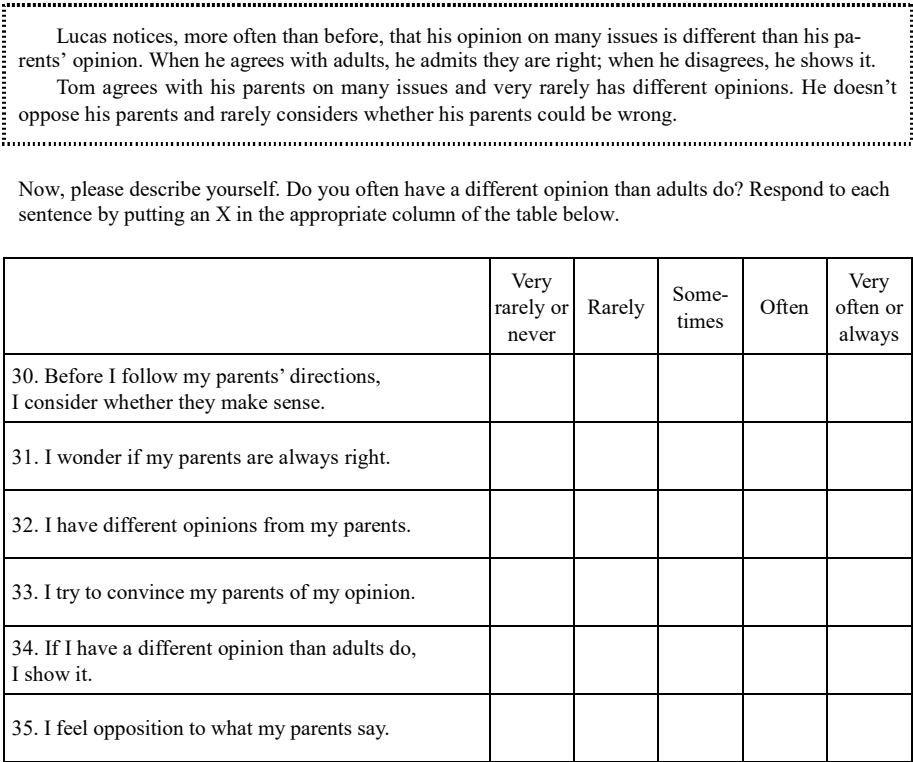 Lucas notices, more often than before, that his opinion on many issues is different than his pa-
rents’ opinion. When he agrees with adults, he admits they are right; when he disagrees, he shows it.
Tom agrees with his parents on many issues and very rarely has different opinions. He doesn’t
oppose his parents and rarely considers whether his parents could be wrong.
Now, please describe yourself. Do you often have a different opinion than adults do? Respond to each
sentence by putting an X in the appropriate column of the table below.
Very
rarely or
never
Rarely
Some-
times
Often
Very
often or
always
30. Before I follow my parents’ directions,
I consider whether they make sense.
31. I wonder if my parents are always right.
32. I have different opinions from my parents.
33. I try to convince my parents of my opinion.
34. If I have a different opinion than adults do,
I show it.
35. I feel opposition to what my parents say.